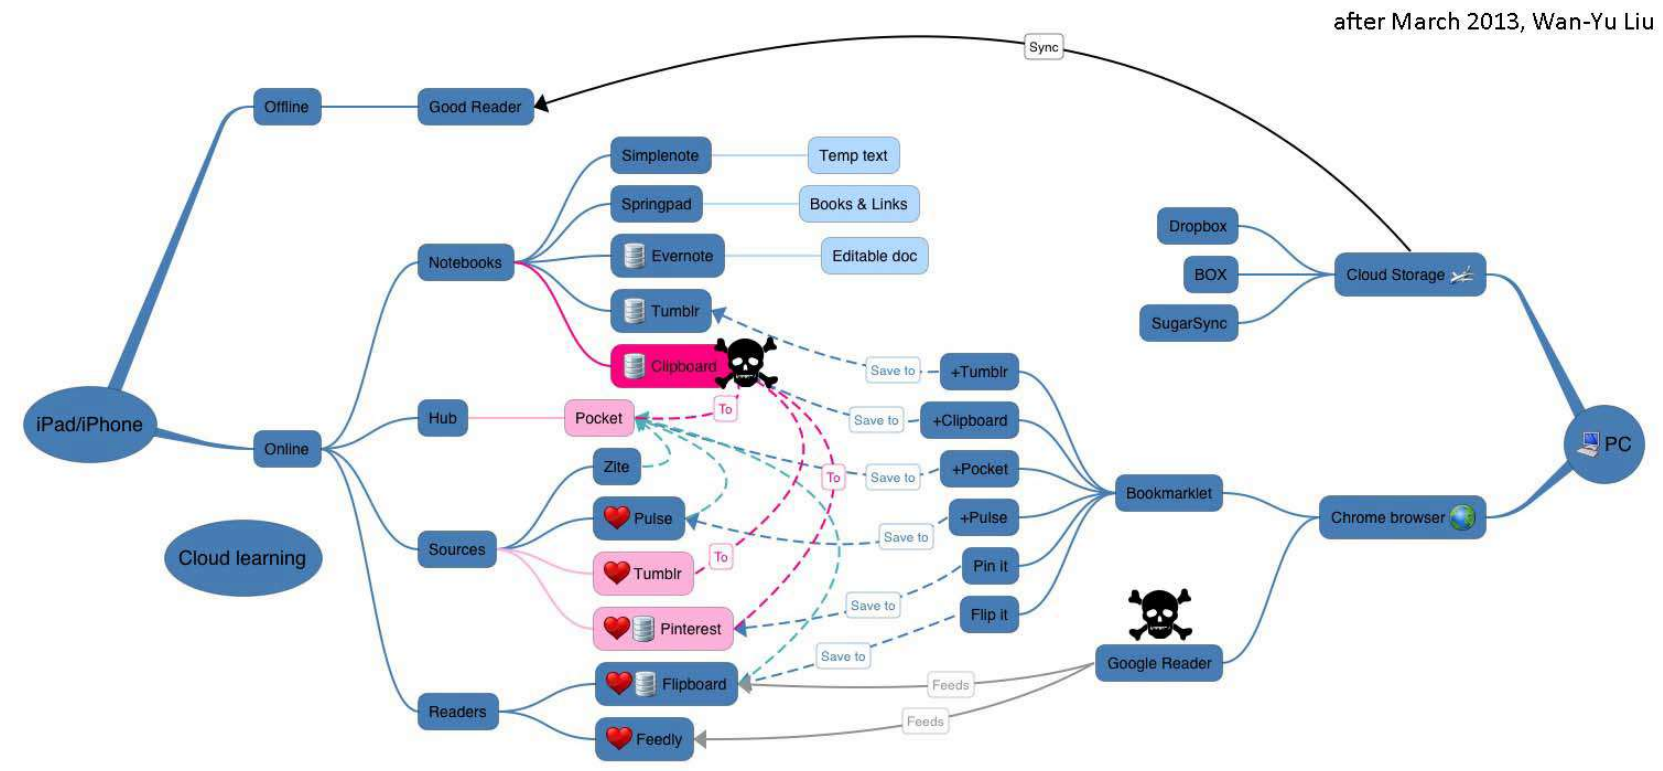 after March 2013, Wan-Yu Liu
Sync
Offline
Good Reader
Simplenote
Temp text
Springpad
Books & Links
Dropbox
Notebooks
Evernote
Editable doc
BOX
Cloud Storage
Tumblr
SugarSync
Clipboard
Save to
+Tumblr
iPad/iPhone
Hub
Pocket
To
Save to
+Clipboard
PC
Online
Zite
To
Save to
+Pocket
Bookmarklet
Pulse
Save to
+Pulse
Chrome browser
Cloud learning
Sources
Tumblr
To
Pin it
Pinterest
Save to
Flip it
Save to
Google Reader
Readers
Flipboard
Feeds
Feedly
Feeds